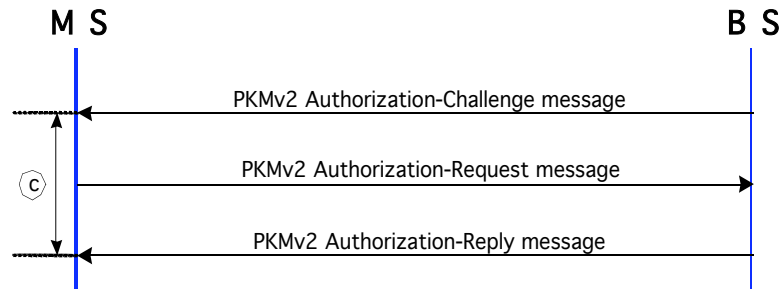 M S B S
PKMv2 Authorization-Challenge message
PKMv2 Authorization-Request message
c
PKMv2 Authorization-Reply message